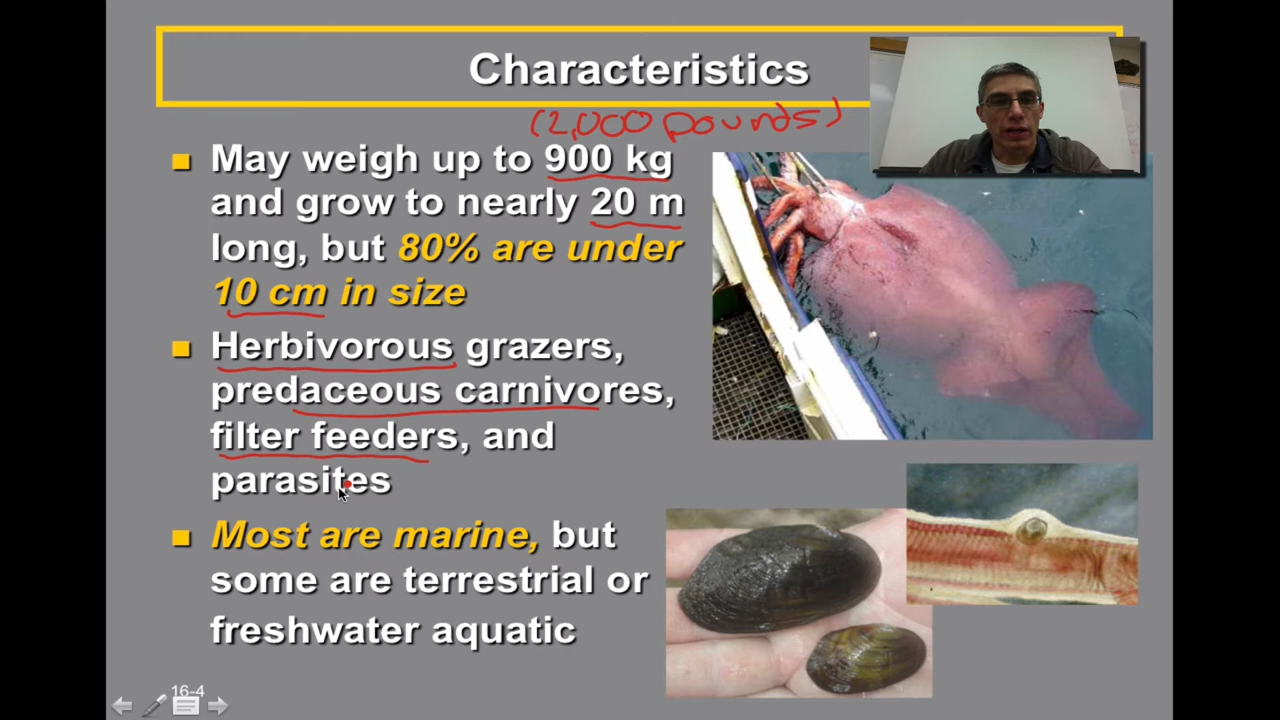 Characteristics
(2,000 pounds)
■ May weigh up to 900 kg
and grow to nearly 20 m
long, but 80% are under
10 cm in size
■ Herbivorous grazers,
predaceous carnivores,
filter feeders, and
parasites
■ Most are marine, but
some are terrestrial or
freshwater aquatic
16-4